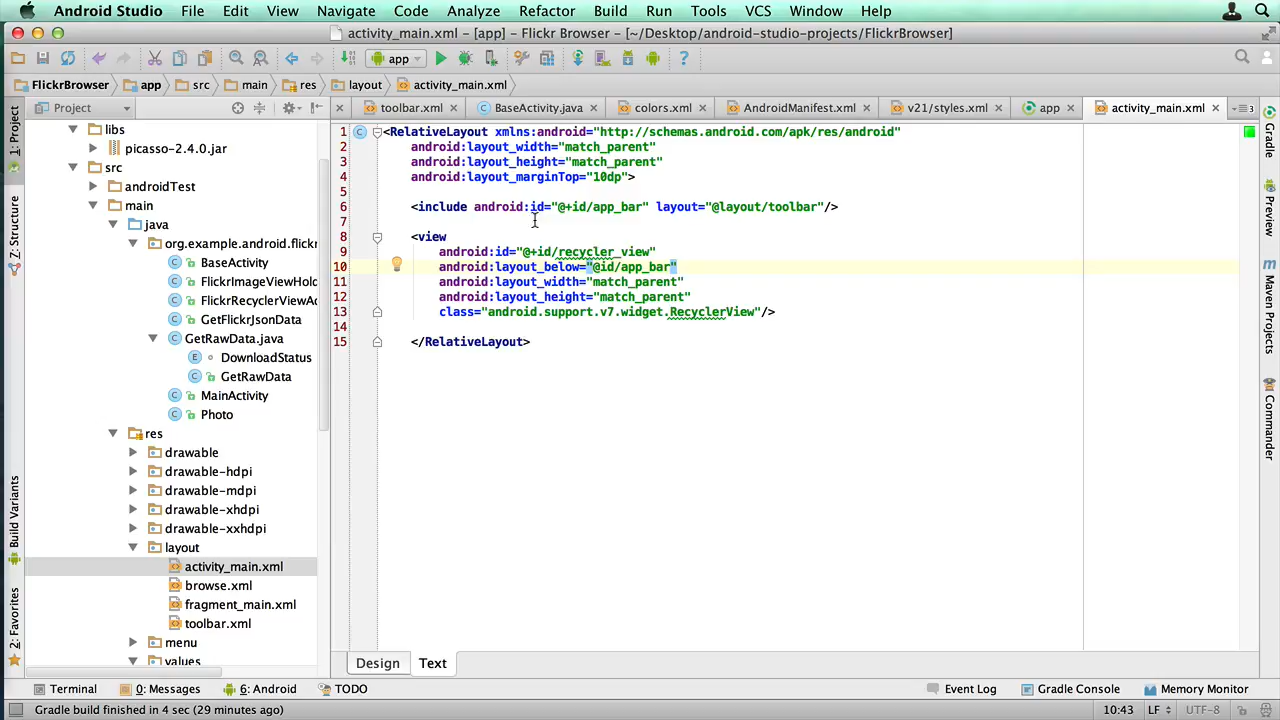 Android Studio File Edit View Navigate Code Analyze Refactor Build Run Tools VCS Window Help
activity_main.xml - [app] - Flickr Browser - [~/Desktop/android-studio-projects/FlickrBrowser]
app
FlickrBrowser app src main res layout activity_main.xml
Project
toolbar.xml BaseActivity.java colors.xml AndroidManifest.xml v21/styles.xml app activity_main.xml
1: Project
Z: Structure
Build Variants
2: Favorites
libs
picasso-2.4.0.jar
src
androidTest
main
java
org.example.android.flickr
BaseActivity
FlickrImageViewHold
FlickrRecyclerViewAd
GetFlickrJsonData
GetRawData.java
E DownloadStatus
GetRawData
MainActivity
Photo
res
drawable
drawable-hdpi
drawable-mdpi
drawable-xhdpi
drawable-xxhdpi
layout
activity_main.xml
browse.xml
fragment_main.xml
toolbar.xml
menu
values
1 <RelativeLayout xmlns:android="http://schemas.android.com/apk/res/android"
2 android:layout_width="match_parent"
3 android:layout_height="match_parent"
4 android:layout_marginTop="10dp">
5
6 <include android:id="@+id/app_bar" layout="@layout/toolbar"/>
7
8 <view
9 android:id="@+id/recycler_view"
10 android:layout_below="@id/app_bar"
11 android:layout_width="match_parent"
12 android:layout_height="match_parent"
13 class="android.support.v7.widget.RecyclerView"/>
14
15 </RelativeLayout>
Gradle
Preview
Maven Projects
Commander
Design Text
Terminal 0: Messages 6: Android TODO Event Log Gradle Console Memory Monitor
Gradle build finished in 4 sec (29 minutes ago) 10:43 LF UTF-8